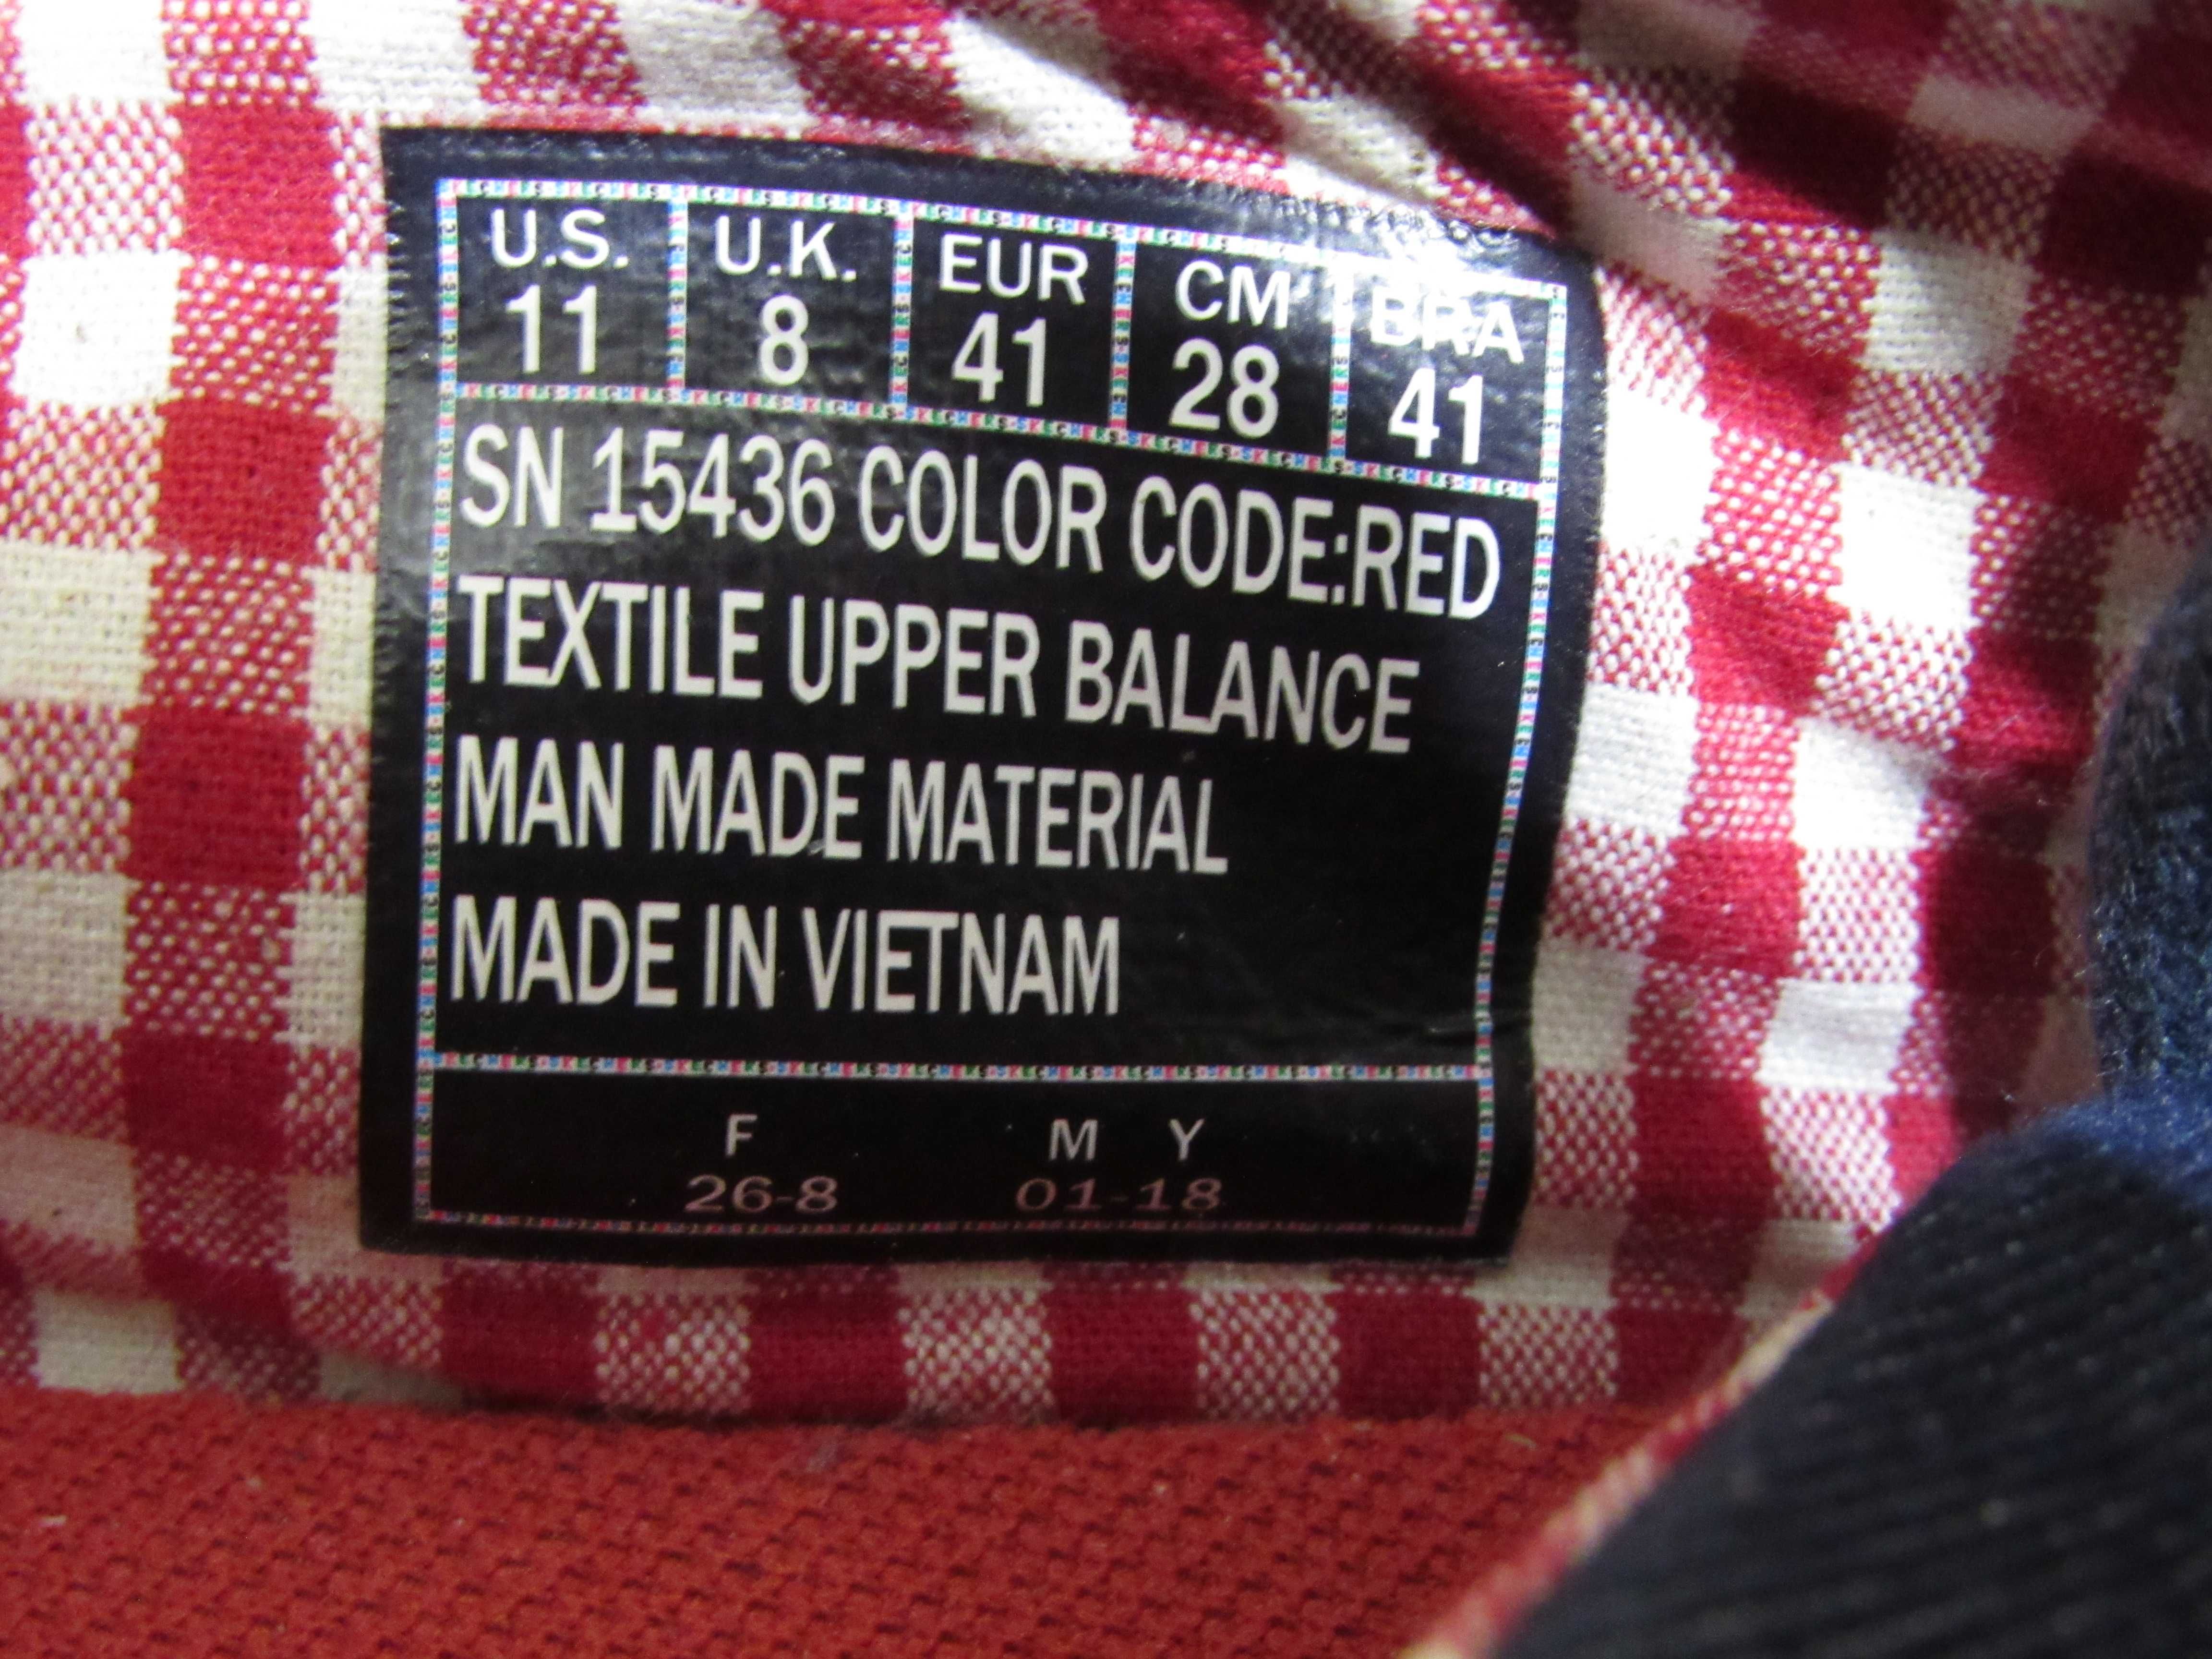 U.S. U.K. EUR CM BRA
11 8 41 28 41
SN 15436 COLOR CODE:RED
TEXTILE UPPER BALANCE
MAN MADE MATERIAL
MADE IN VIETNAM
F M Y
26-8 01-18